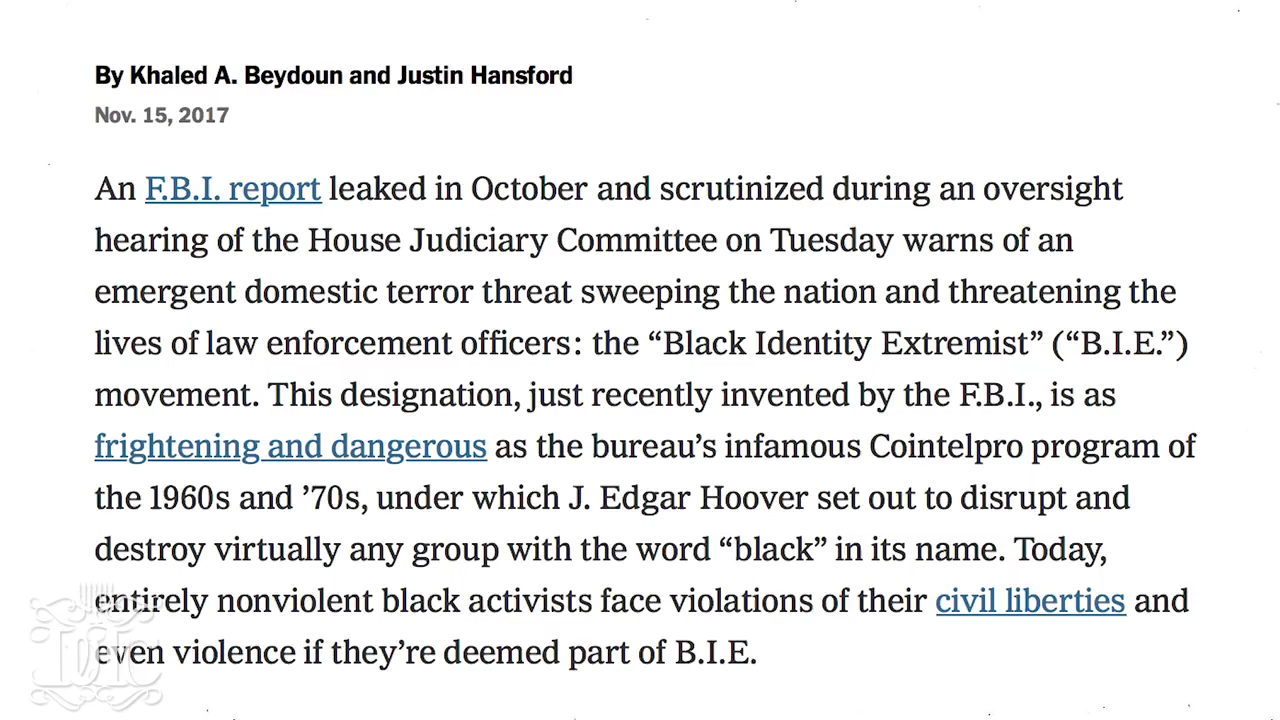 By Khaled A. Beydoun and Justin Hansford
Nov. 15, 2017
An F.B.I. report leaked in October and scrutinized during an oversight
hearing of the House Judiciary Committee on Tuesday warns of an
emergent domestic terror threat sweeping the nation and threatening the
lives of law enforcement officers: the “Black Identity Extremist” (“B.I.E.”)
movement. This designation, just recently invented by the F.B.I., is as
frightening and dangerous as the bureau’s infamous Cointelpro program of
the 1960s and ’70s, under which J. Edgar Hoover set out to disrupt and
destroy virtually any group with the word “black” in its name. Today,
entirely nonviolent black activists face violations of their civil liberties and
even violence if they’re deemed part of B.I.E.